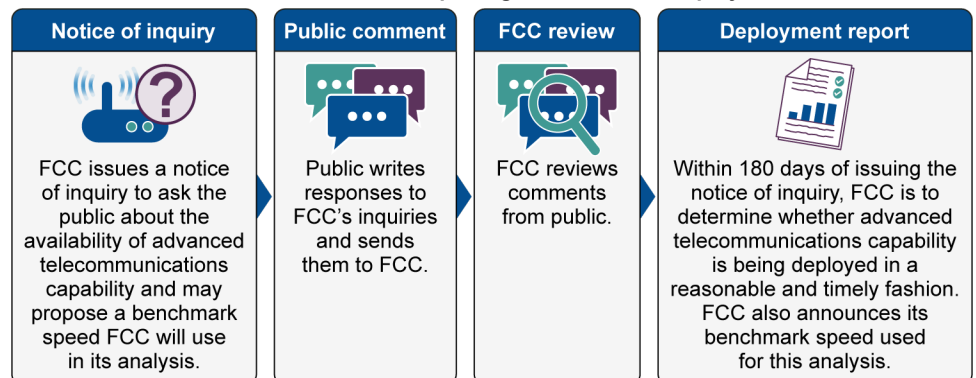 Notice of inquiry
FCC issues a notice
of inquiry to ask the
public about the
availability of advanced
telecommunications
capability and may
propose a benchmark
speed FCC will use
in its analysis.
Public comment
Public writes
responses to
FCC’s inquiries
and sends
them to FCC.
FCC review
FCC reviews
comments
from public.
Deployment report
Within 180 days of issuing the
notice of inquiry, FCC is to
determine whether advanced
telecommunications capability
is being deployed in a
reasonable and timely fashion.
FCC also announces its
benchmark speed used
for this analysis.